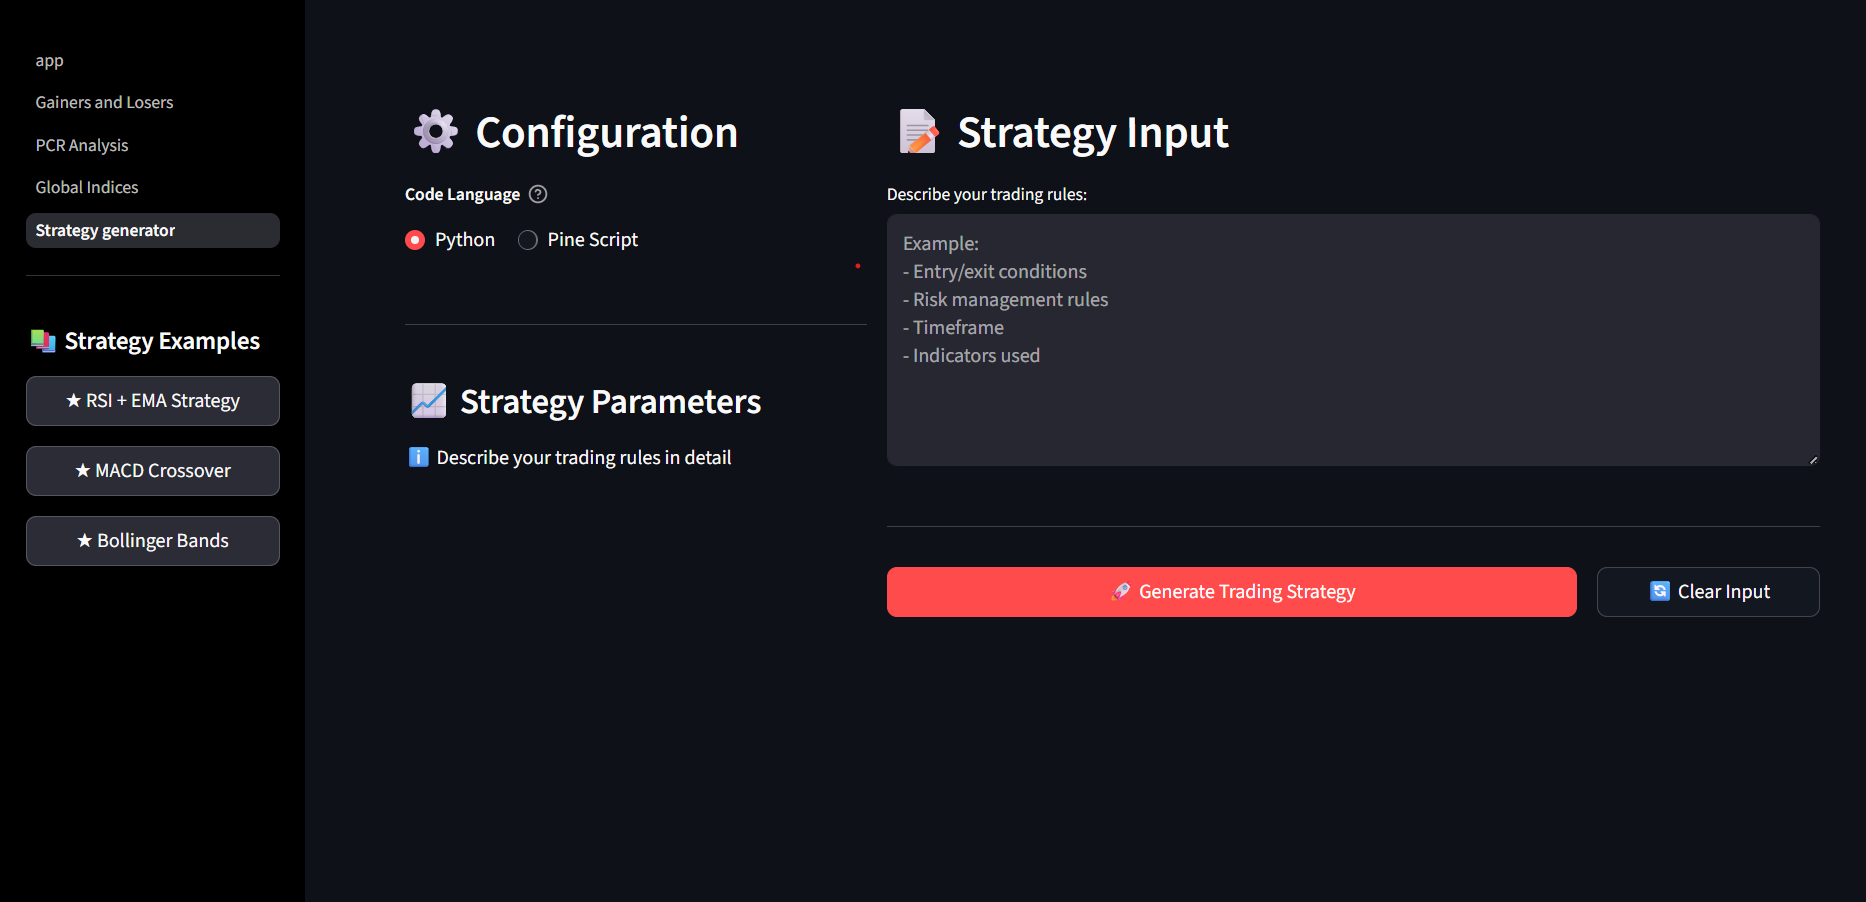 app
Gainers and Losers
PCR Analysis
Global Indices
Strategy generator
Strategy Examples
★ RSI + EMA Strategy
★ MACD Crossover
★ Bollinger Bands
Configuration
Code Language
Python
Pine Script
Strategy Parameters
Describe your trading rules in detail
Strategy Input
Describe your trading rules:
Example:
- Entry/exit conditions
- Risk management rules
- Timeframe
- Indicators used
Generate Trading Strategy
Clear Input